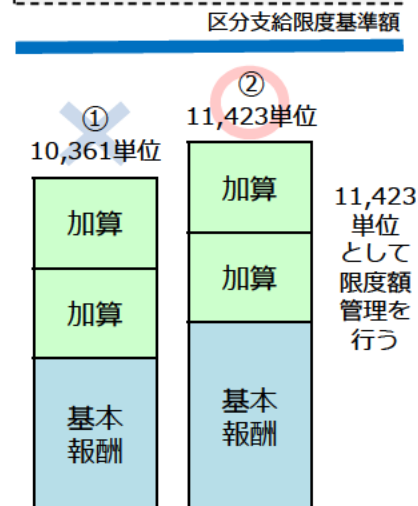 区分支給限度基準額
①
10,361単位
加算
加算
基本
報酬
②
11,423単位
加算
加算
基本
報酬
11,423
単位
として
限度額
管理を
行う